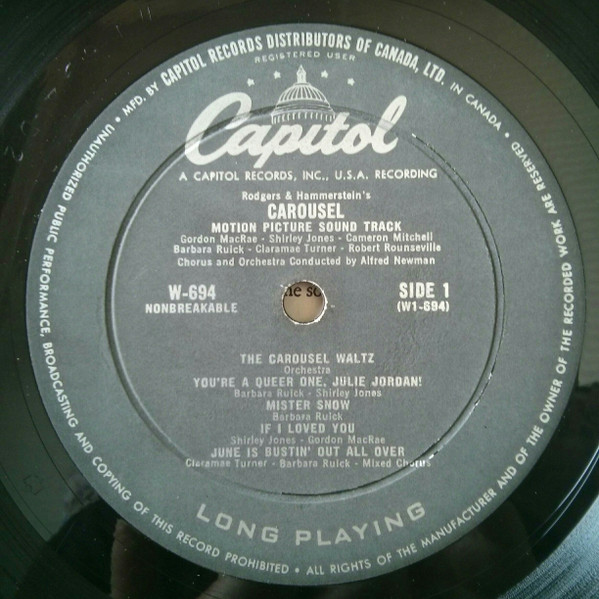 • MFD. BY CAPITOL RECORDS DISTRIBUTORS OF CANADA, LTD. IN CANADA •
REGISTERED USER
Capitol
A CAPITOL RECORDS, INC., U.S.A. RECORDING
Rodgers & Hammerstein's
CAROUSEL
MOTION PICTURE SOUND TRACK
Gordon MacRae - Shirley Jones - Cameron Mitchell
Barbara Ruick - Claramae Turner - Robert Rounseville
Chorus and Orchestra Conducted by Alfred Newman
W-694
NONBREAKABLE
SIDE 1
(W1-694)
THE CAROUSEL WALTZ
Orchestra
YOU'RE A QUEER ONE, JULIE JORDAN!
Barbara Ruick - Shirley Jones
MISTER SNOW
Barbara Ruick
IF I LOVED YOU
Shirley Jones - Gordon MacRae
JUNE IS BUSTIN' OUT ALL OVER
Claramae Turner - Barbara Ruick - Mixed Chorus
LONG PLAYING
UNAUTHORIZED PUBLIC PERFORMANCE, BROADCASTING AND COPYING OF THIS RECORD PROHIBITED • ALL RIGHTS OF THE MANUFACTURER AND OF THE OWNER OF THE RECORDED WORK ARE RESERVED